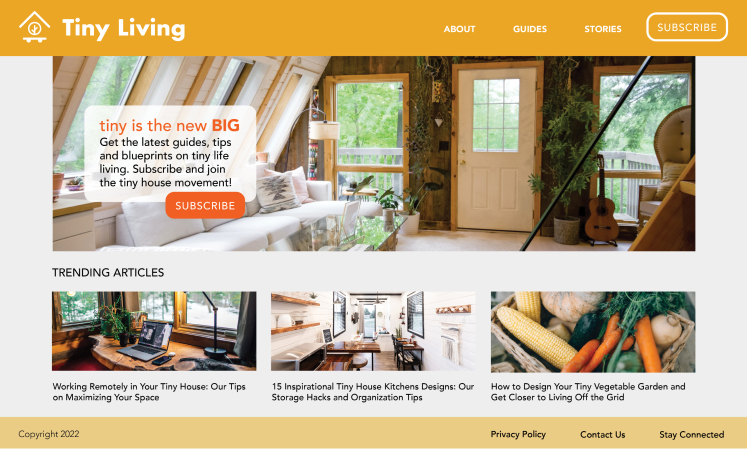 Tiny Living
ABOUT
GUIDES
STORIES
SUBSCRIBE
tiny is the new BIG
Get the latest guides, tips
and blueprints on tiny life
living. Subscribe and join
the tiny house movement!
SUBSCRIBE
TRENDING ARTICLES
Working Remotely in Your Tiny House: Our Tips
on Maximizing Your Space
15 Inspirational Tiny House Kitchens Designs: Our
Storage Hacks and Organization Tips
How to Design Your Tiny Vegetable Garden and
Get Closer to Living Off the Grid
Copyright 2022
Privacy Policy
Contact Us
Stay Connected